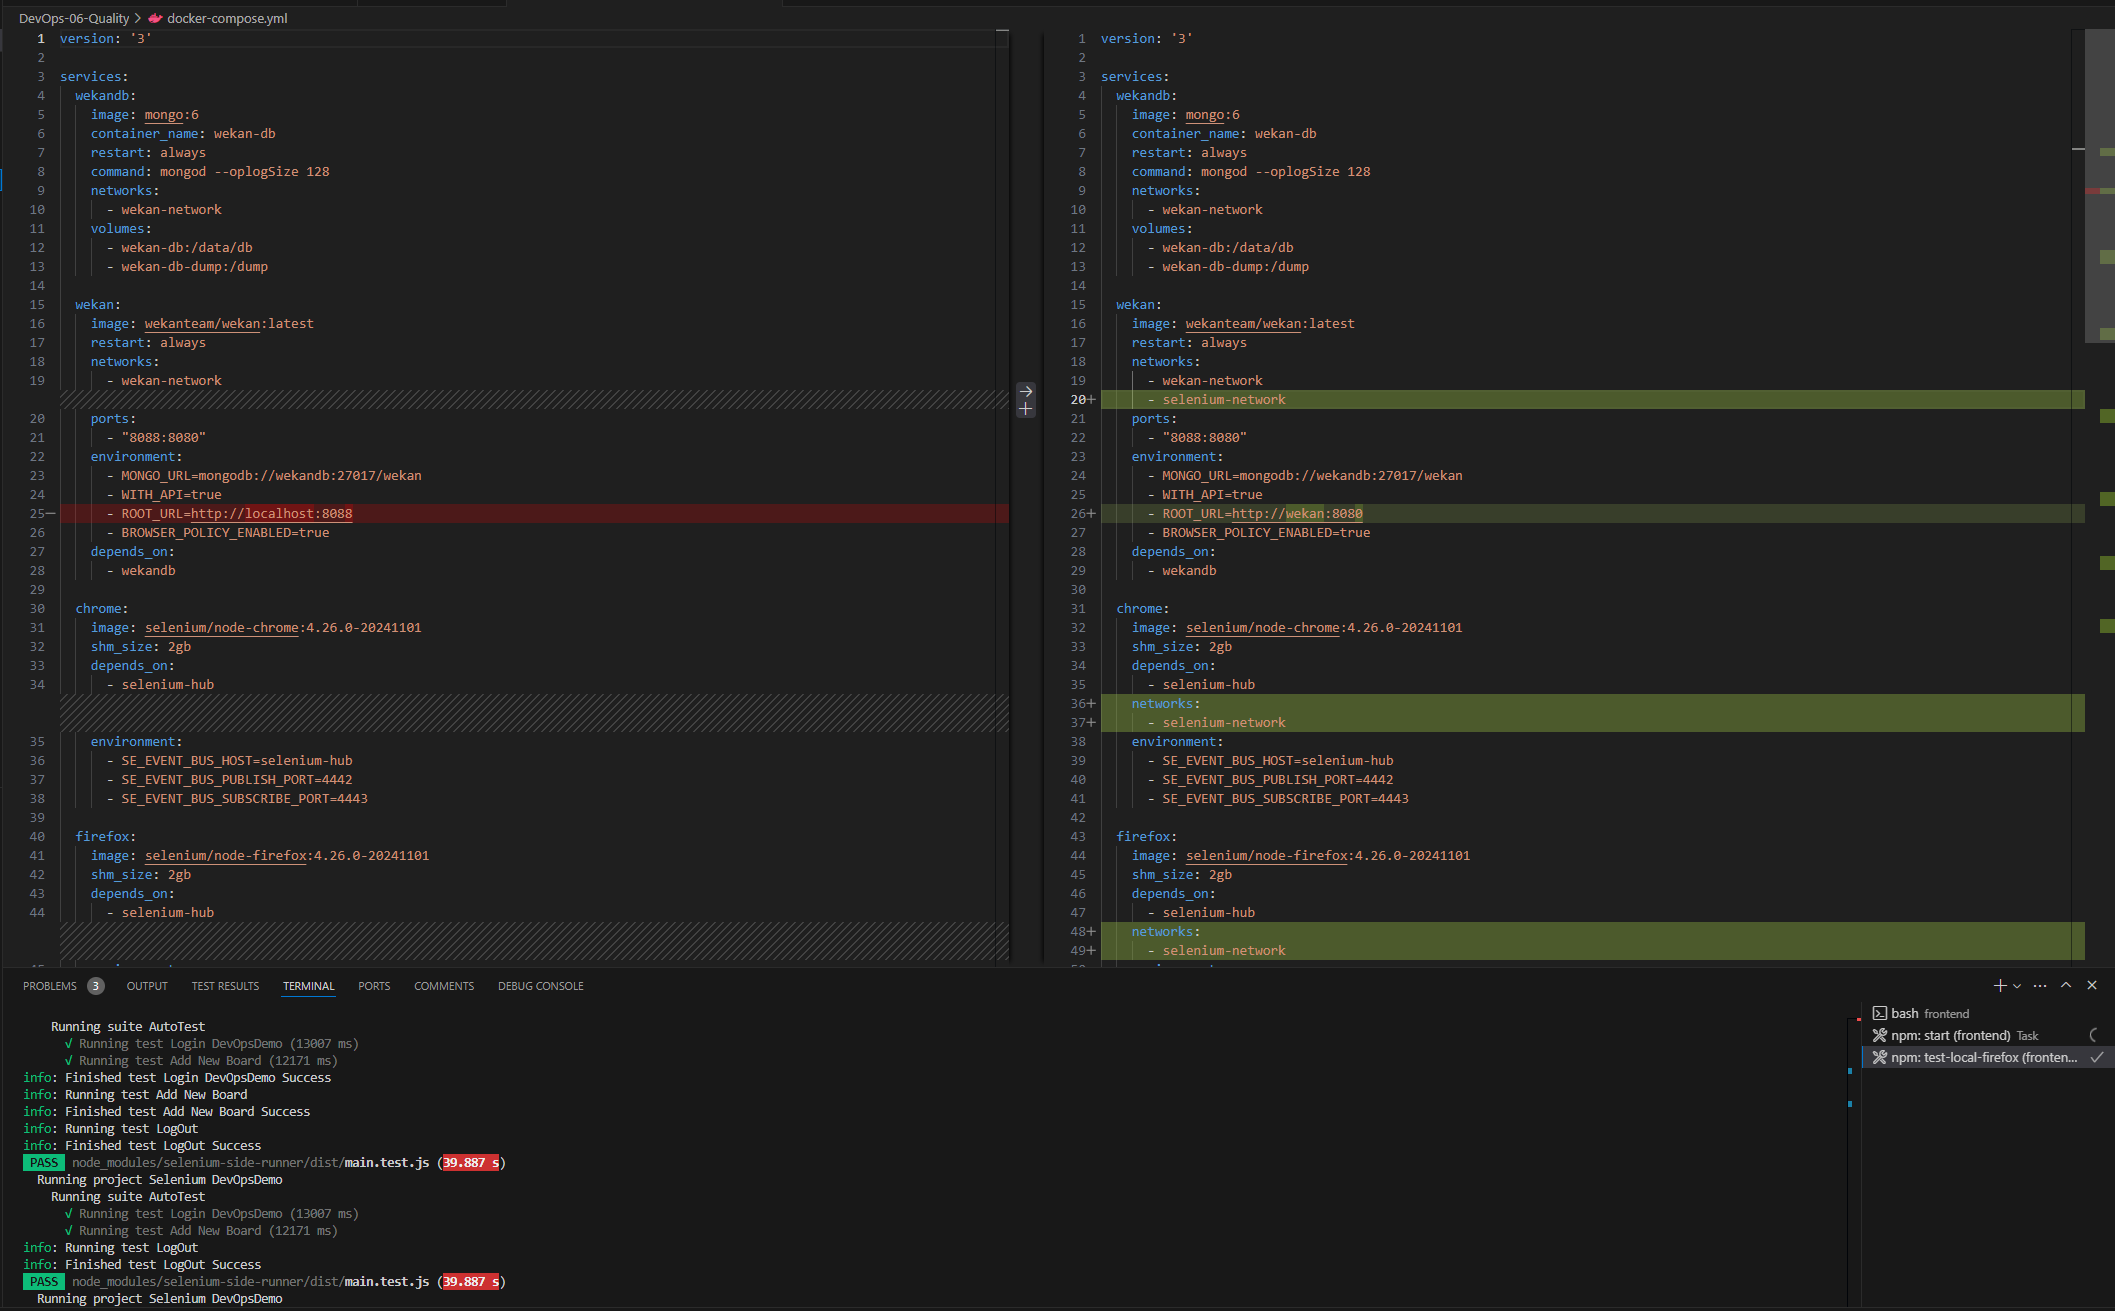 DevOps-06-Quality > docker-compose.yml
1 version: '3'
2
3 services:
4 wekandb:
5 image: mongo:6
6 container_name: wekan-db
7 restart: always
8 command: mongod --oplogSize 128
9 networks:
10 - wekan-network
11 volumes:
12 - wekan-db:/data/db
13 - wekan-db-dump:/dump
14
15 wekan:
16 image: wekanteam/wekan:latest
17 restart: always
18 networks:
19 - wekan-network
20 ports:
21 - "8088:8080"
22 environment:
23 - MONGO_URL=mongodb://wekandb:27017/wekan
24 - WITH_API=true
25— - ROOT_URL=http://localhost:8088
26 - BROWSER_POLICY_ENABLED=true
27 depends_on:
28 - wekandb
29
30 chrome:
31 image: selenium/node-chrome:4.26.0-20241101
32 shm_size: 2gb
33 depends_on:
34 - selenium-hub
35 environment:
36 - SE_EVENT_BUS_HOST=selenium-hub
37 - SE_EVENT_BUS_PUBLISH_PORT=4442
38 - SE_EVENT_BUS_SUBSCRIBE_PORT=4443
39
40 firefox:
41 image: selenium/node-firefox:4.26.0-20241101
42 shm_size: 2gb
43 depends_on:
44 - selenium-hub
1 version: '3'
2
3 services:
4 wekandb:
5 image: mongo:6
6 container_name: wekan-db
7 restart: always
8 command: mongod --oplogSize 128
9 networks:
10 - wekan-network
11 volumes:
12 - wekan-db:/data/db
13 - wekan-db-dump:/dump
14
15 wekan:
16 image: wekanteam/wekan:latest
17 restart: always
18 networks:
19 - wekan-network
20+ - selenium-network
21 ports:
22 - "8088:8080"
23 environment:
24 - MONGO_URL=mongodb://wekandb:27017/wekan
25 - WITH_API=true
26+ - ROOT_URL=http://wekan:8080
27 - BROWSER_POLICY_ENABLED=true
28 depends_on:
29 - wekandb
30
31 chrome:
32 image: selenium/node-chrome:4.26.0-20241101
33 shm_size: 2gb
34 depends_on:
35 - selenium-hub
36+ networks:
37+ - selenium-network
38 environment:
39 - SE_EVENT_BUS_HOST=selenium-hub
40 - SE_EVENT_BUS_PUBLISH_PORT=4442
41 - SE_EVENT_BUS_SUBSCRIBE_PORT=4443
42
43 firefox:
44 image: selenium/node-firefox:4.26.0-20241101
45 shm_size: 2gb
46 depends_on:
47 - selenium-hub
48+ networks:
49+ - selenium-network
PROBLEMS 3 OUTPUT TEST RESULTS TERMINAL PORTS COMMENTS DEBUG CONSOLE
Running suite AutoTest
√ Running test Login DevOpsDemo (13007 ms)
√ Running test Add New Board (12171 ms)
info: Finished test Login DevOpsDemo Success
info: Running test Add New Board
info: Finished test Add New Board Success
info: Running test LogOut
info: Finished test LogOut Success
PASS node_modules/selenium-side-runner/dist/main.test.js (39.887 s)
Running project Selenium DevOpsDemo
Running suite AutoTest
√ Running test Login DevOpsDemo (13007 ms)
√ Running test Add New Board (12171 ms)
info: Running test LogOut
info: Finished test LogOut Success
PASS node_modules/selenium-side-runner/dist/main.test.js (39.887 s)
Running project Selenium DevOpsDemo
bash frontend
npm: start (frontend) Task
npm: test-local-firefox (fronten...